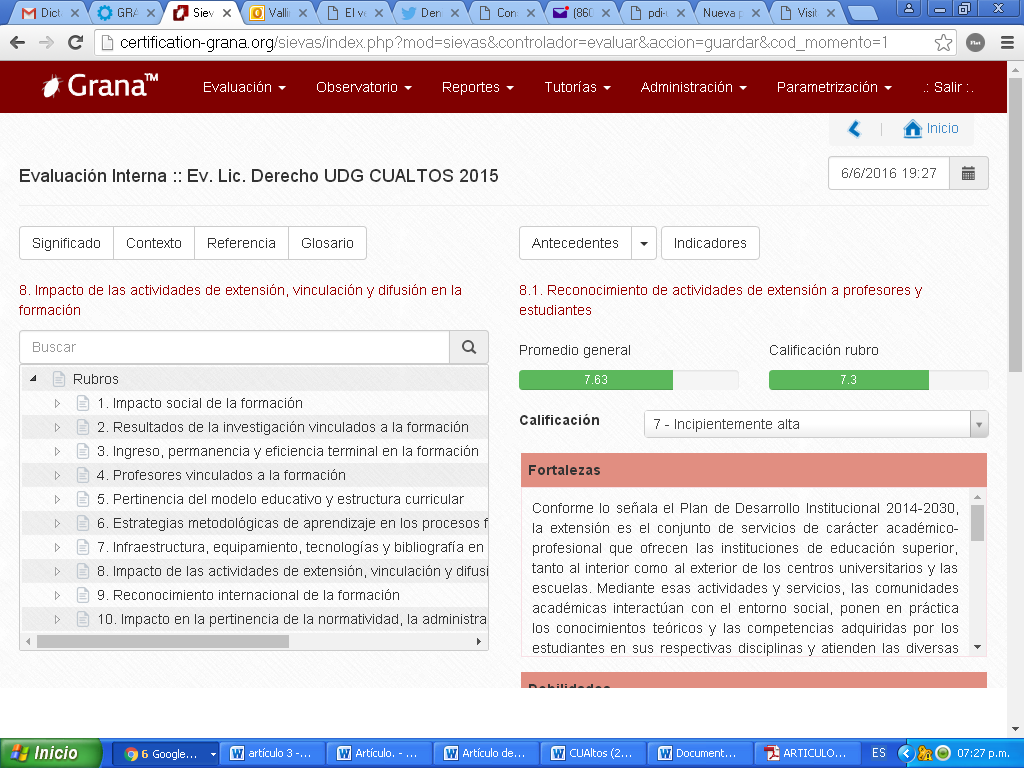 Dict
GRA
Siev
Vallii
El ve
Den
Con
(860
pdi-c
Nueva p
Visit
certification-grana.org/sievas/index.php?mod=sievas&controlador=evaluar&accion=guardar&cod_momento=1
Grana™
Evaluación Observatorio Reportes Tutorías Administración Parametrización .: Salir :.
Inicio
Evaluación Interna :: Ev. Lic. Derecho UDG CUALTOS 2015
6/6/2016 19:27
Significado Contexto Referencia Glosario
Antecedentes Indicadores
8. Impacto de las actividades de extensión, vinculación y difusión en la
formación
Buscar
Rubros
1. Impacto social de la formación
2. Resultados de la investigación vinculados a la formación
3. Ingreso, permanencia y eficiencia terminal en la formación
4. Profesores vinculados a la formación
5. Pertinencia del modelo educativo y estructura curricular
6. Estrategias metodológicas de aprendizaje en los procesos f
7. Infraestructura, equipamiento, tecnologías y bibliografía en
8. Impacto de las actividades de extensión, vinculación y difusi
9. Reconocimiento internacional de la formación
10. Impacto en la pertinencia de la normatividad, la administra
8.1. Reconocimiento de actividades de extensión a profesores y
estudiantes
Promedio general Calificación rubro
7.63 7.3
Calificación 7 - Incipientemente alta
Fortalezas
Conforme lo señala el Plan de Desarrollo Institucional 2014-2030,
la extensión es el conjunto de servicios de carácter académico-
profesional que ofrecen las instituciones de educación superior,
tanto al interior como al exterior de los centros universitarios y las
escuelas. Mediante esas actividades y servicios, las comunidades
académicas interactúan con el entorno social, ponen en práctica
los conocimientos teóricos y las competencias adquiridas por los
estudiantes en sus respectivas disciplinas y atienden las diversas
Debilidades
Inicio
6 Google...
artículo 3 -...
Artículo. - ...
Artículo de...
CUAltos (2...
Document...
ARTICULO...
ES
07:27 p.m.